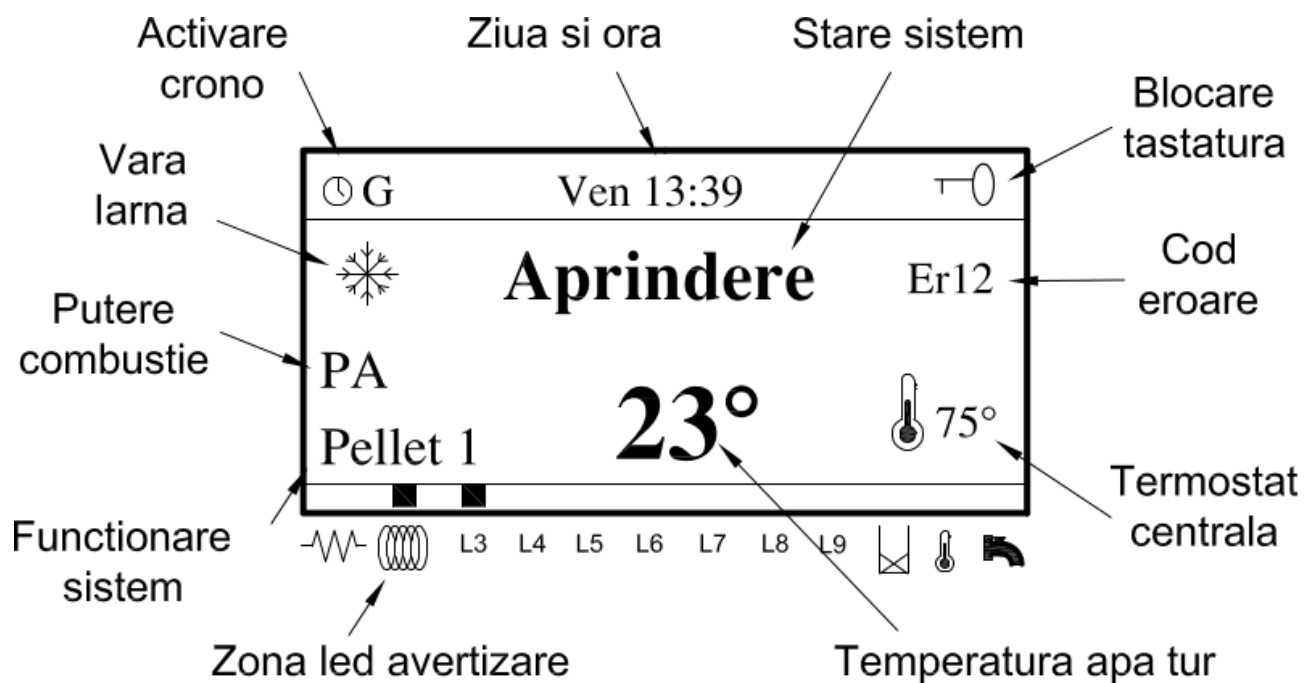 Activare
crono
Ziua si ora
Stare sistem
Blocare
tastatura
Vara
Iarna
G
Ven 13:39
Aprindere
Er12
Cod
eroare
Putere
combustie
PA
23°
75°
Pellet 1
Termostat
centrala
Functionare
sistem
L3 L4 L5 L6 L7 L8 L9
Zona led avertizare
Temperatura apa tur